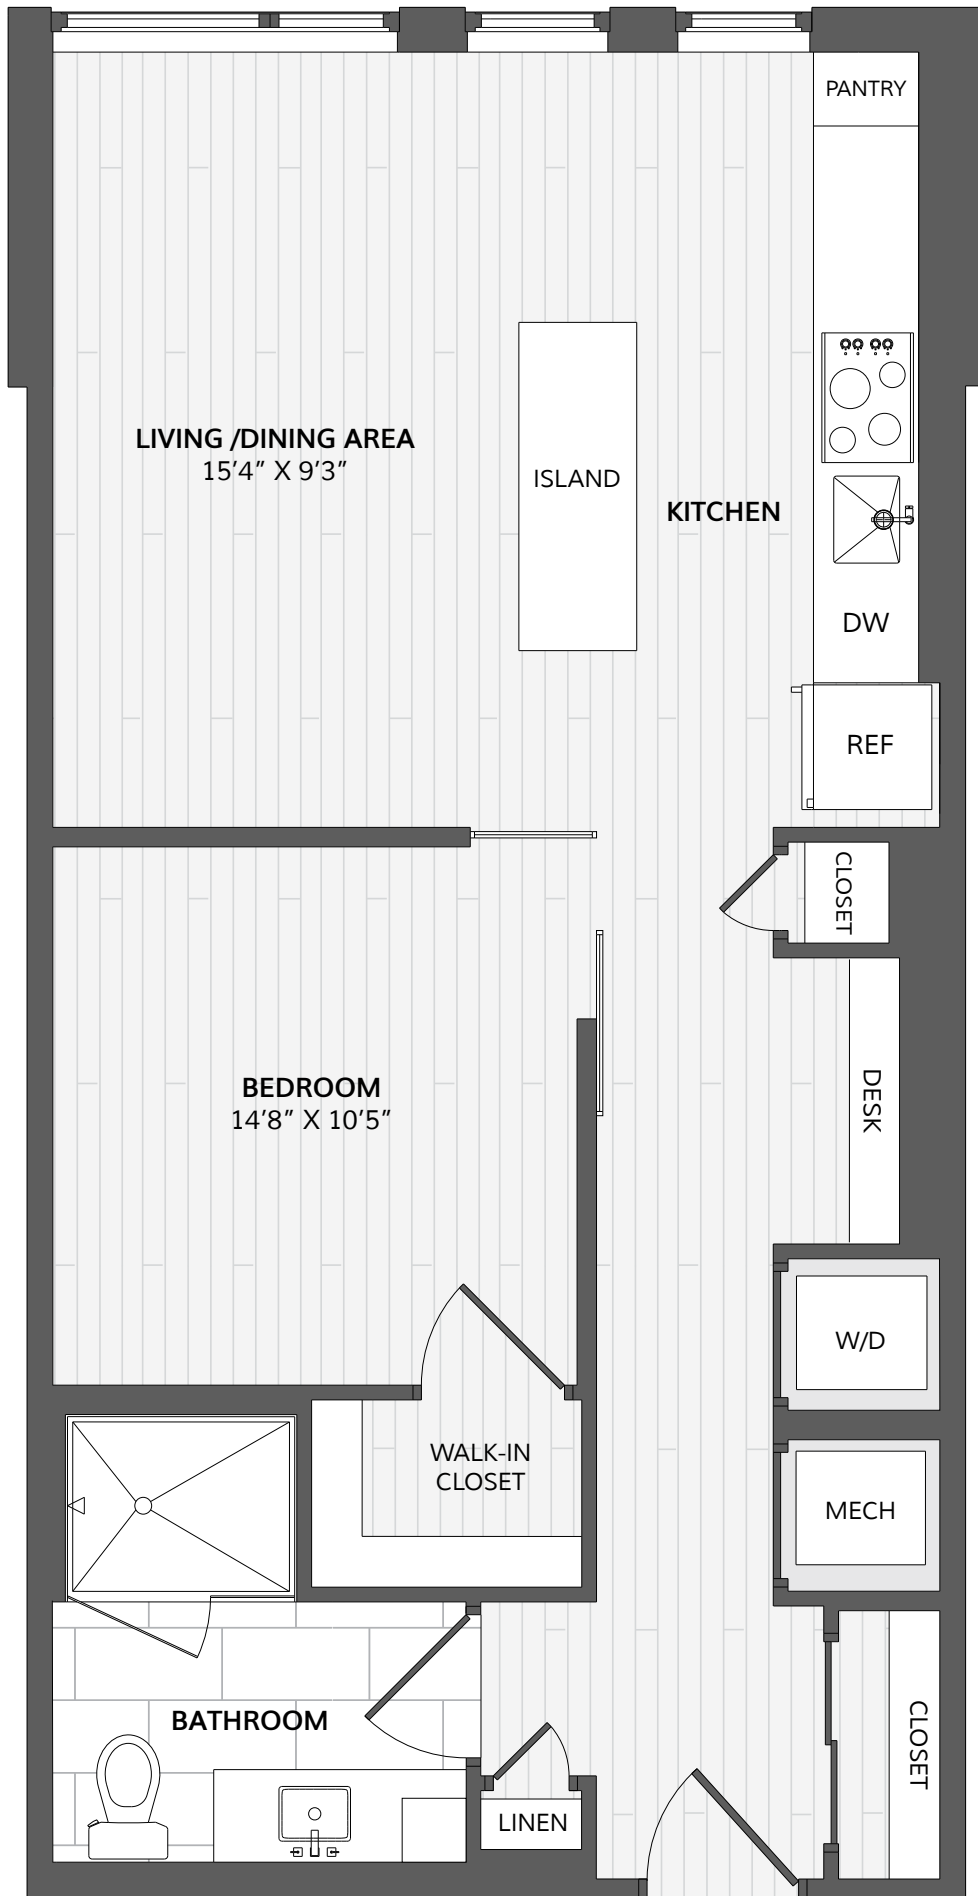 PANTRY
LIVING /DINING AREA
15’4” X 9’3”
ISLAND
KITCHEN
DW
REF
CLOSET
BEDROOM
14’8” X 10’5”
DESK
W/D
WALK-IN
CLOSET
MECH
BATHROOM
CLOSET
LINEN